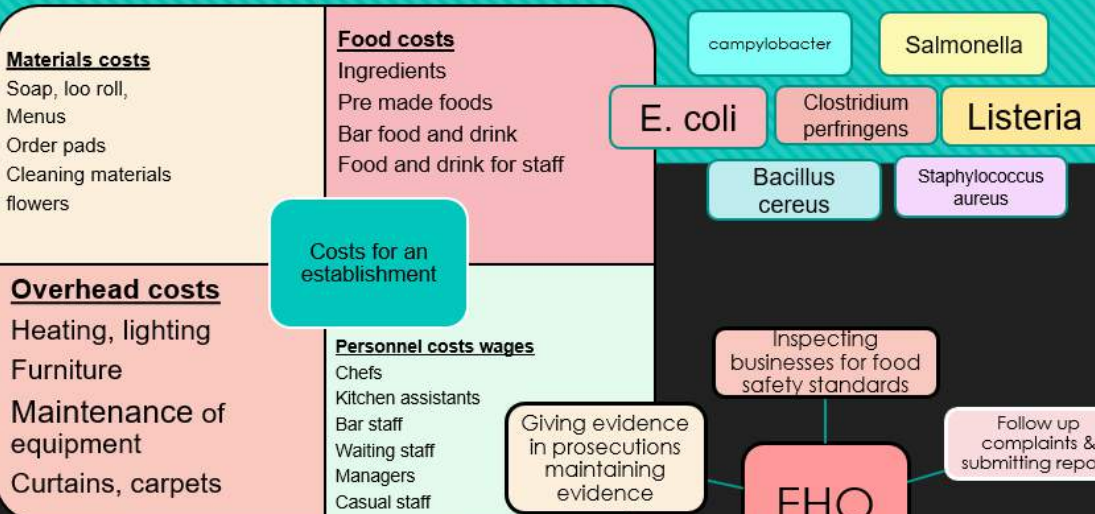 Materials costs
Soap, loo roll,
Menus
Order pads
Cleaning materials
flowers
Food costs
Ingredients
Pre made foods
Bar food and drink
Food and drink for staff
Costs for an
establishment
Overhead costs
Heating, lighting
Furniture
Maintenance of
equipment
Curtains, carpets
Personnel costs wages
Chefs
Kitchen assistants
Bar staff
Waiting staff
Managers
Casual staff
campylobacter
Salmonella
E. coli
Clostridium
perfringens
Listeria
Bacillus
cereus
Staphylococcus
aureus
Inspecting
businesses for food
safety standards
Giving evidence
in prosecutions
maintaining
evidence
Follow up
complaints &
submitting repo
EHO